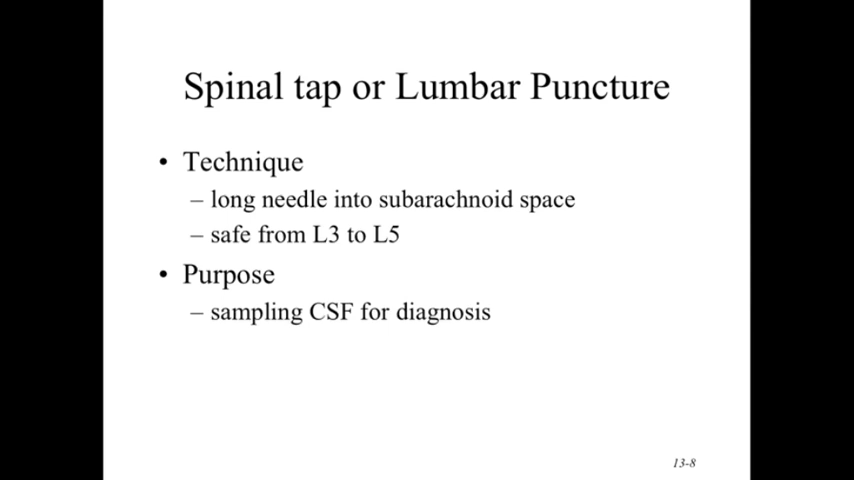 Spinal tap or Lumbar Puncture
• Technique
– long needle into subarachnoid space
– safe from L3 to L5
• Purpose
– sampling CSF for diagnosis
13-8